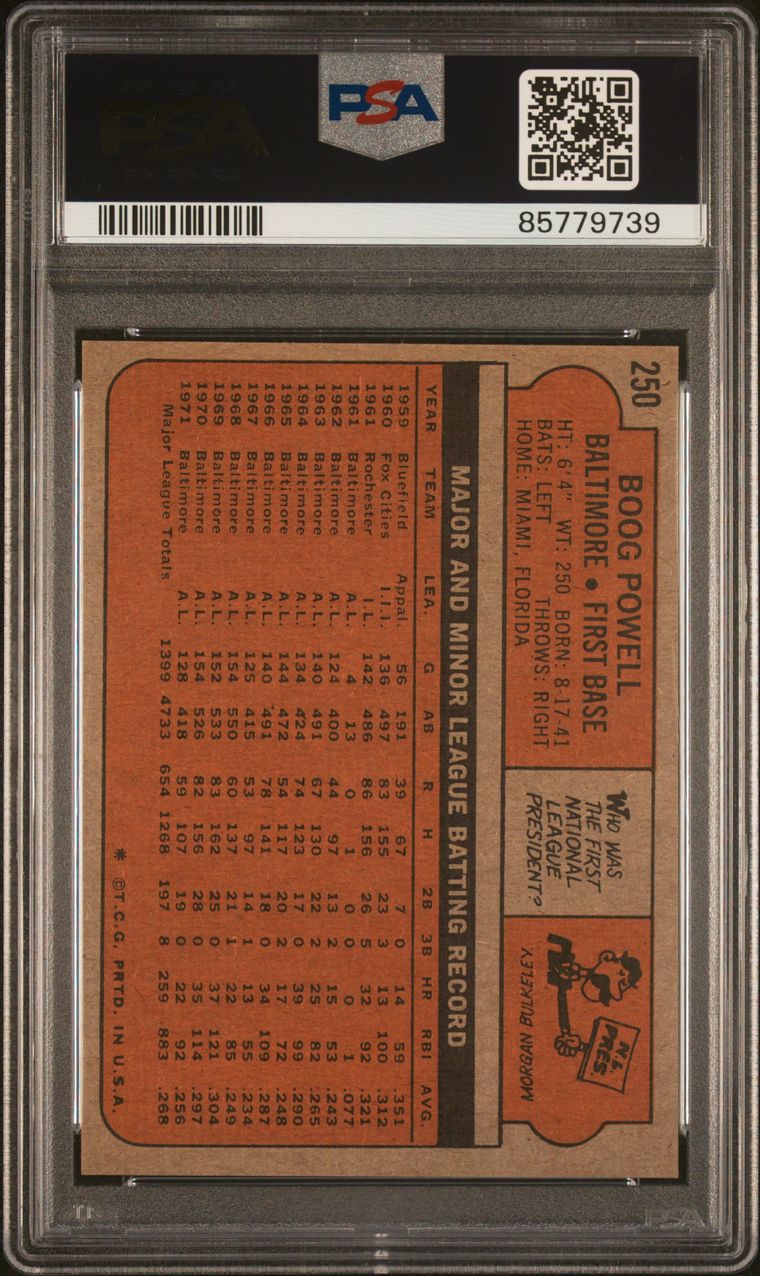 PSA
85779739
250
BOOG POWELL
BALTIMORE • FIRST BASE
HT: 6'4" WT: 250 BORN: 8-17-41
BATS: LEFT THROWS: RIGHT
HOME: MIAMI, FLORIDA
WHO WAS
THE FIRST
NATIONAL
LEAGUE
PRESIDENT?
N.L.
PRES.
MORGAN BULKELEY
MAJOR AND MINOR LEAGUE BATTING RECORD
YEAR TEAM LEA. G AB R H 2B 3B HR RBI AVG.
1959 Bluefield Appal. 56 191 39 67 7 0 14 59 .351
1960 Fox Cities I.I.I. 136 497 83 155 23 3 13 100 .312
1961 Rochester I.L. 142 486 86 156 26 5 32 92 .321
1961 Baltimore A.L. 4 13 0 1 0 0 0 1 .077
1962 Baltimore A.L. 124 400 44 97 13 2 15 53 .243
1963 Baltimore A.L. 140 491 67 130 22 2 25 82 .265
1964 Baltimore A.L. 134 424 74 123 17 0 39 99 .290
1965 Baltimore A.L. 144 472 54 117 20 2 17 72 .248
1966 Baltimore A.L. 140 491 78 141 18 0 34 109 .287
1967 Baltimore A.L. 125 415 53 97 14 1 13 55 .234
1968 Baltimore A.L. 154 550 60 137 21 1 22 85 .249
1969 Baltimore A.L. 152 533 83 162 25 0 37 121 .304
1970 Baltimore A.L. 154 526 82 156 28 0 35 114 .297
1971 Baltimore A.L. 128 418 59 107 19 0 22 92 .256
Major League Totals 1399 4733 654 1268 197 8 259 883 .268
* ©T.C.G. PRTD. IN U.S.A.
PSA